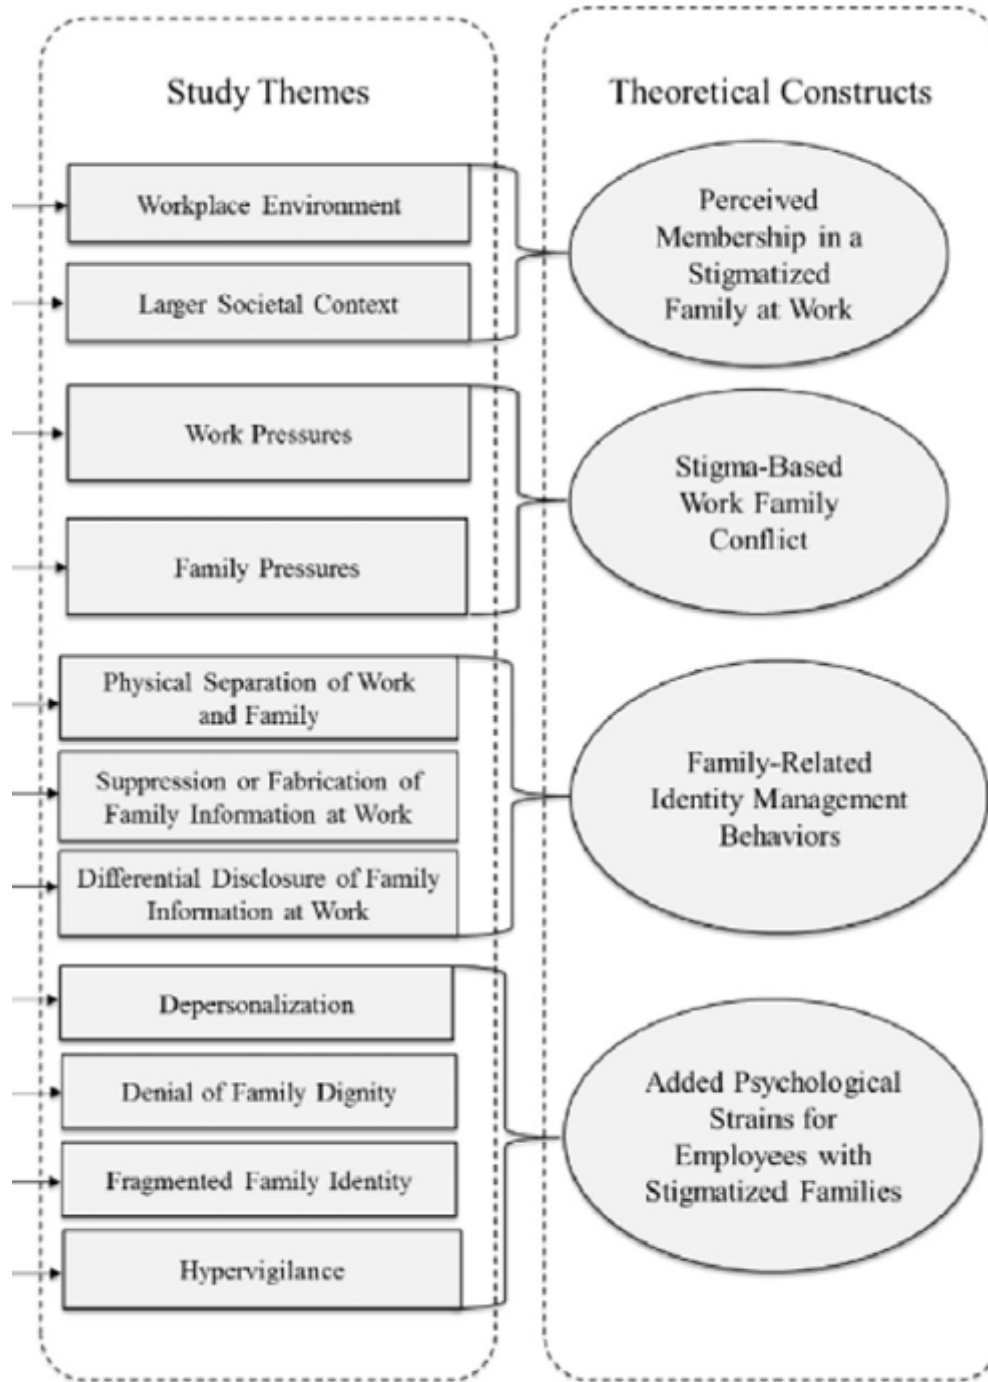 Study Themes
Workplace Environment
Larger Societal Context
Work Pressures
Family Pressures
Physical Separation of Work
and Family
Suppression or Fabrication of
Family Information at Work
Differential Disclosure of Family
Information at Work
Depersonalization
Denial of Family Dignity
Fragmented Family Identity
Hypervigilance
Theoretical Constructs
Perceived
Membership in a
Stigmatized
Family at Work
Stigma-Based
Work Family
Conflict
Family-Related
Identity Management
Behaviors
Added Psychological
Strains for
Employees with
Stigmatized Families